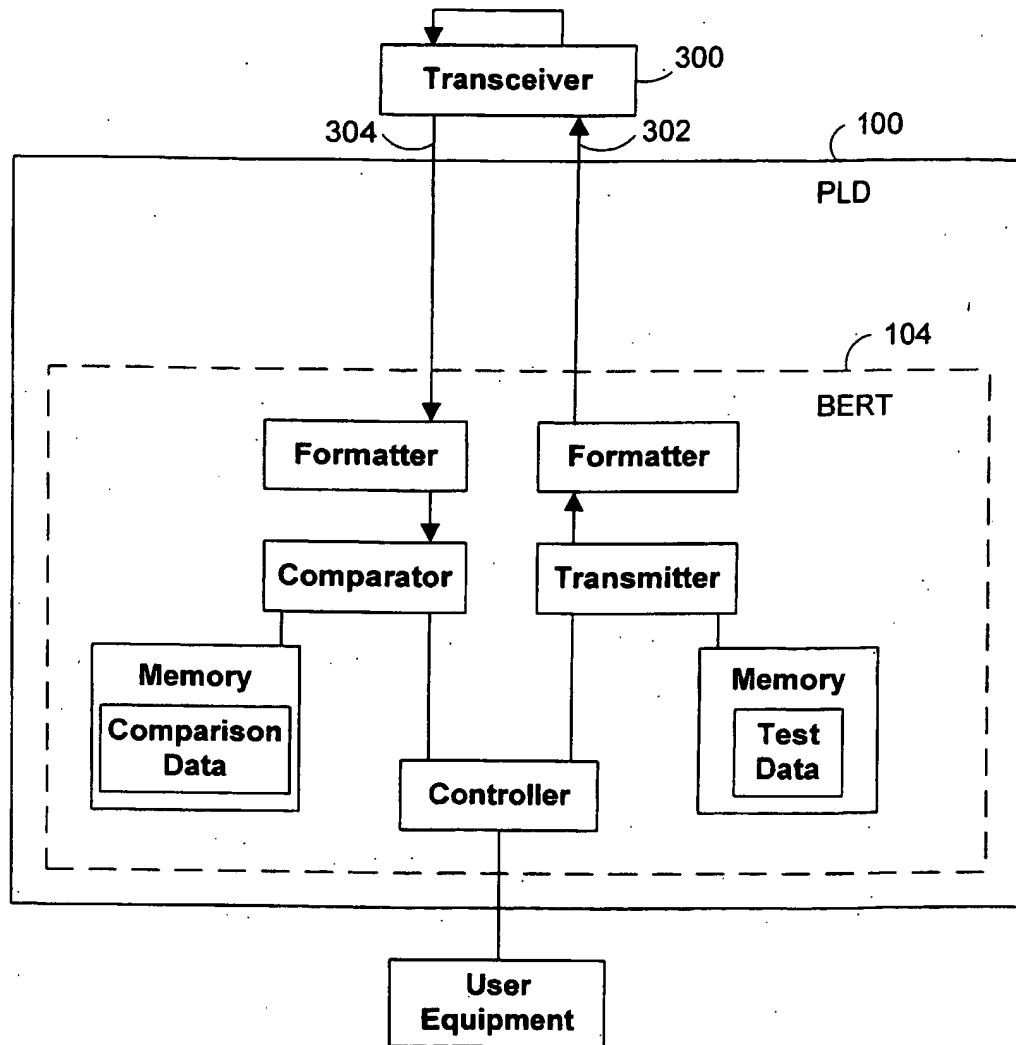 Transceiver
300
304
302
100
PLD
104
BERT
Formatter
Formatter
Comparator
Transmitter
Memory
Comparison
Data
Memory
Test
Data
Controller
User
Equipment